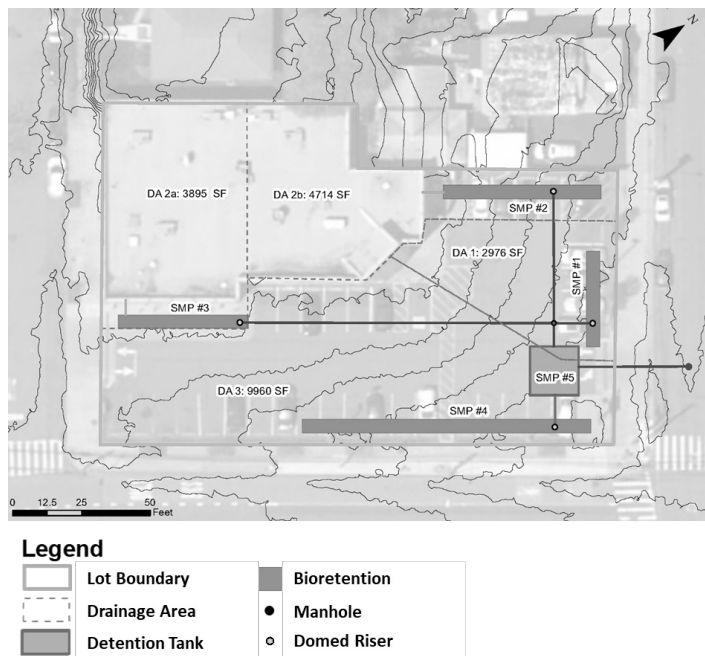 N
DA 2a: 3895 SF
DA 2b: 4714 SF
SMP #2
DA 1: 2976 SF
SMP #1
SMP #3
SMP #5
DA 3: 9960 SF
SMP #4
0 12.5 25 50
Feet
Legend
Lot Boundary
Bioretention
Drainage Area
Manhole
Detention Tank
Domed Riser